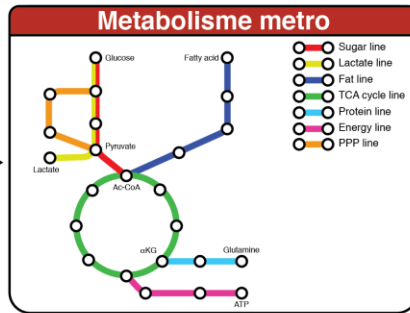 Metabolisme metro
Glucose
Fatty acid
Pyruvate
Lactate
Ac-CoA
αKG
Glutamine
ATP
Sugar line
Lactate line
Fat line
TCA cycle line
Protein line
Energy line
PPP line